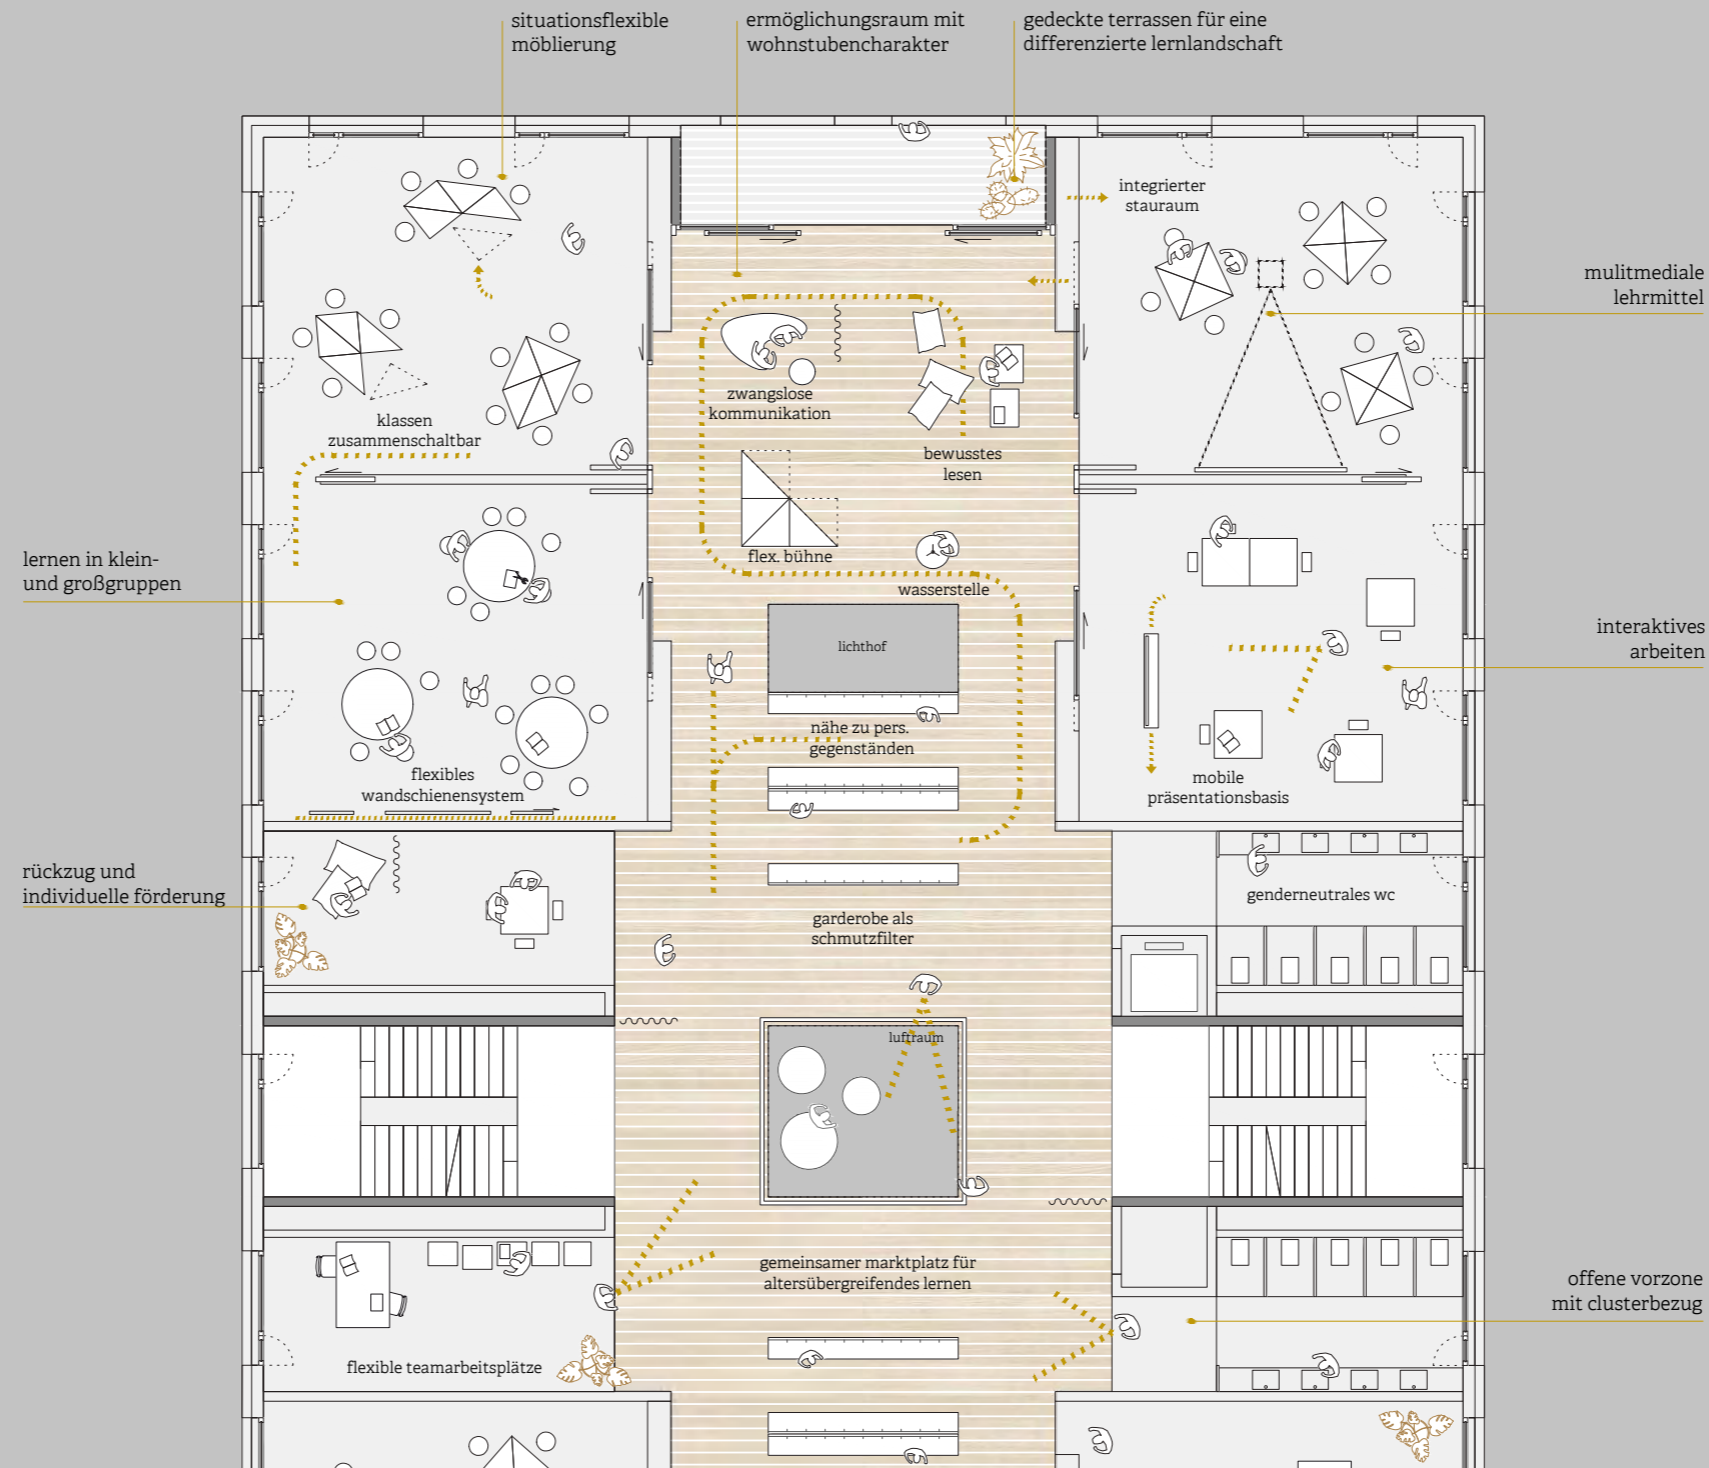 situationsflexible
möblierung
ermöglichungsraum mit
wohnstubencharakter
gedeckte terrassen für eine
differenzierte lernlandschaft
integrierter
stauraum
mulitmediale
lehrmittel
zwangslose
kommunikation
klassen
zusammenschaltbar
bewusstes
lesen
flex. bühne
wasserstelle
lernen in klein-
und großgruppen
lichthof
interaktives
arbeiten
nähe zu pers.
gegenständen
flexibles
wandschienensystem
mobile
präsentationsbasis
rückzug und
individuelle förderung
genderneutrales wc
garderobe als
schmutzfilter
luftraum
gemeinsamer marktplatz für
altersübergreifendes lernen
offene vorzone
mit clusterbezug
flexible teamarbeitsplätze